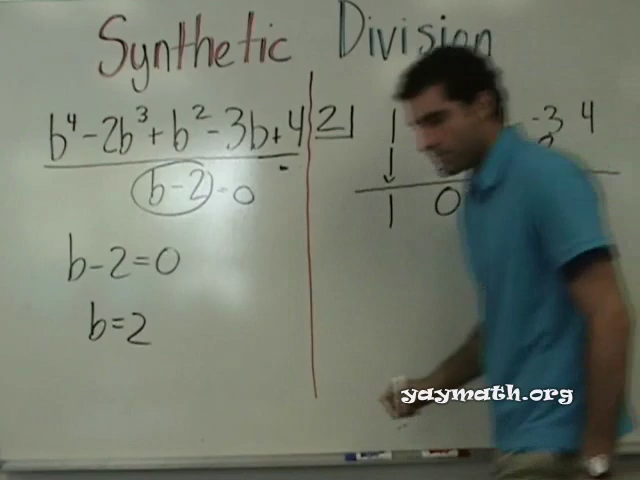 Synthetic Division
b⁴-2b³+b²-3b+4
b-2 -0
b-2=0
b=2
2 1 -3 4
1 0
yaymath.org